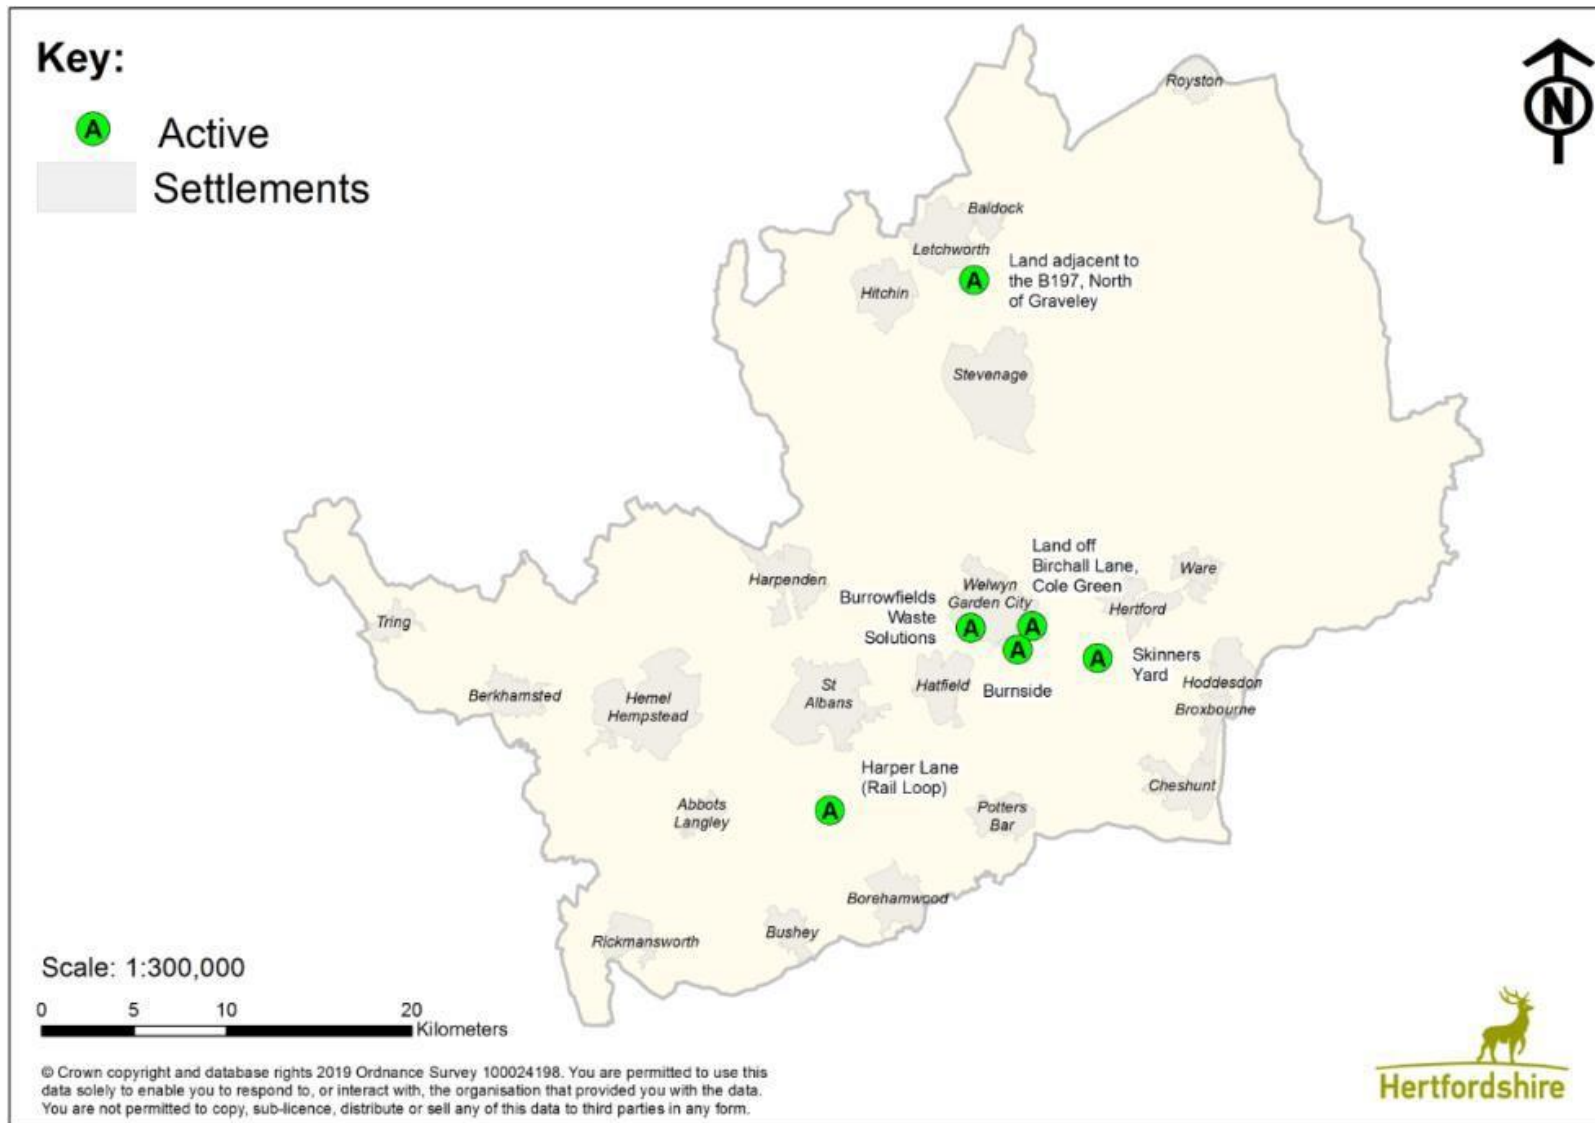 Key:
A Active
Settlements
N
Royston
Baldock
Letchworth
Land adjacent to
the B197, North
of Graveley
A
Hitchin
Stevenage
Land off
Birchall Lane,
Cole Green
Ware
Harpenden
Welwyn
Garden City
Burrowfields
Waste
Solutions
Hertford
Tring
A
A
A
A
Skinners
Yard
Hoddesdon
Broxbourne
Berkhamsted
Hemel
Hempstead
St
Albans
Hatfield
Burnside
Harper Lane
(Rail Loop)
A
Abbots
Langley
Potters
Bar
Cheshunt
Borehamwood
Bushey
Rickmansworth
Scale: 1:300,000
0 5 10 20
Kilometers
© Crown copyright and database rights 2019 Ordnance Survey 100024198. You are permitted to use this
data solely to enable you to respond to, or interact with, the organisation that provided you with the data.
You are not permitted to copy, sub-licence, distribute or sell any of this data to third parties in any form.
Hertfordshire